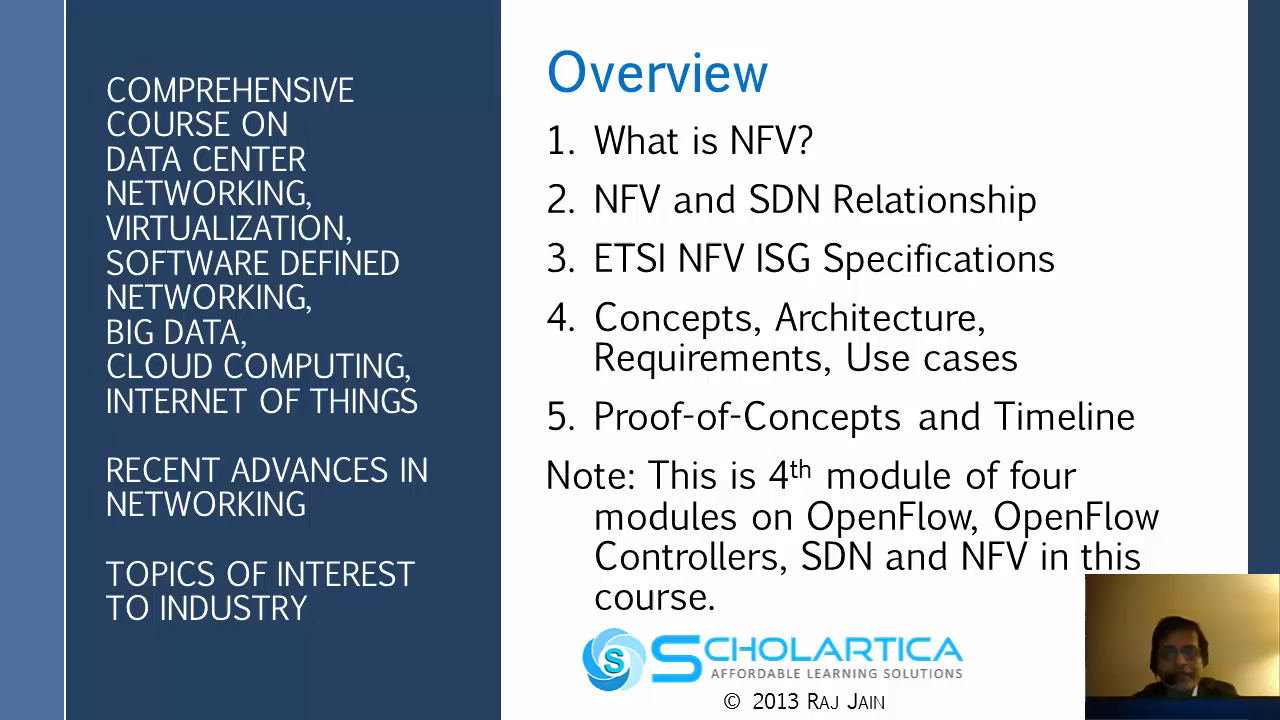 COMPREHENSIVE
COURSE ON
DATA CENTER
NETWORKING,
VIRTUALIZATION,
SOFTWARE DEFINED
NETWORKING,
BIG DATA,
CLOUD COMPUTING,
INTERNET OF THINGS
RECENT ADVANCES IN
NETWORKING
TOPICS OF INTEREST
TO INDUSTRY
Overview
1. What is NFV?
2. NFV and SDN Relationship
3. ETSI NFV ISG Specifications
4. Concepts, Architecture,
Requirements, Use cases
5. Proof-of-Concepts and Timeline
Note: This is 4th module of four
modules on OpenFlow, OpenFlow
Controllers, SDN and NFV in this
course.
S SCHOLARTICA
AFFORDABLE LEARNING SOLUTIONS
© 2013 RAJ JAIN